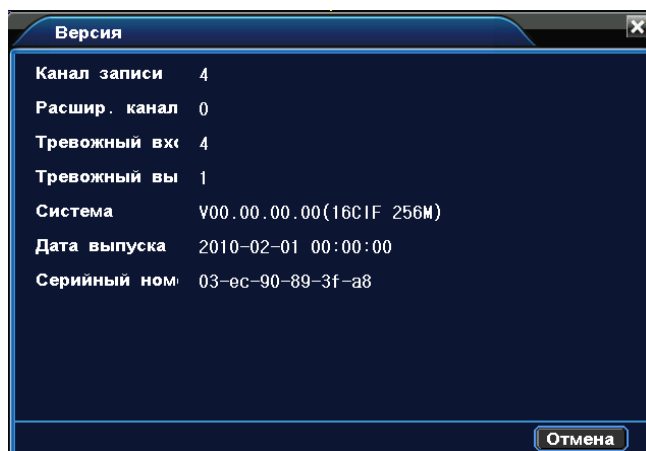 Версия
Канал записи 4
Расшир. канал 0
Тревожный вхо 4
Тревожный вы 1
Система V00.00.00.00(16CIF 256M)
Дата выпуска 2010-02-01 00:00:00
Серийный ном 03-ec-90-89-3f-a8
Отмена